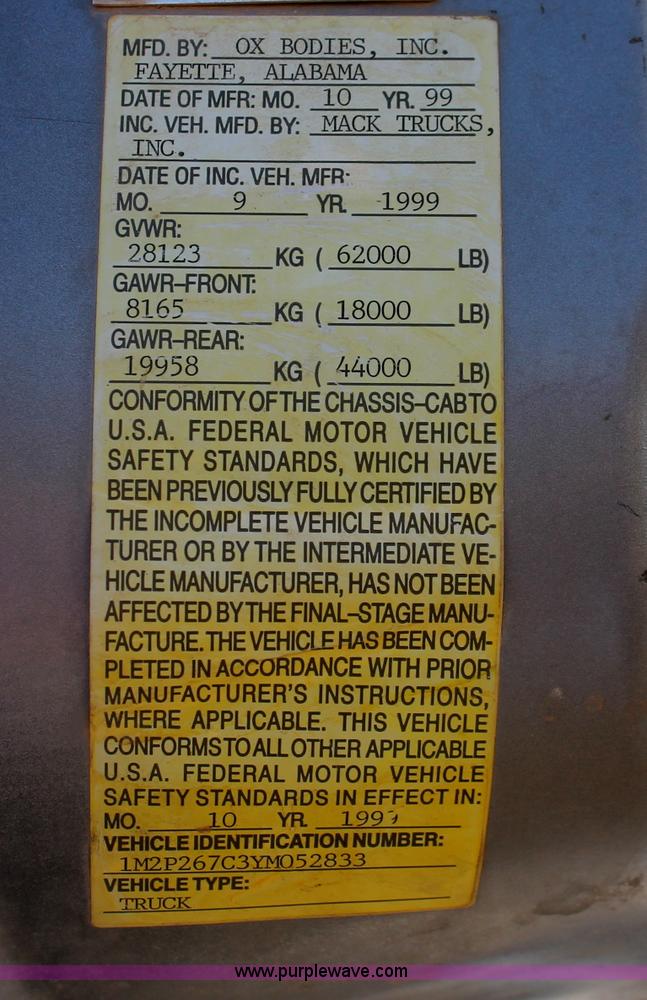 MFD. BY: OX BODIES, INC.
FAYETTE, ALABAMA
DATE OF MFR: MO. 10 YR. 99
INC. VEH. MFD. BY: MACK TRUCKS,
INC.
DATE OF INC. VEH. MFR:
MO. 9 YR. 1999
GVWR:
28123 KG ( 62000 LB)
GAWR-FRONT:
8165 KG ( 18000 LB)
GAWR-REAR:
19958 KG ( 44000 LB)
CONFORMITY OF THE CHASSIS-CAB TO
U.S.A. FEDERAL MOTOR VEHICLE
SAFETY STANDARDS, WHICH HAVE
BEEN PREVIOUSLY FULLY CERTIFIED BY
THE INCOMPLETE VEHICLE MANUFAC-
TURER OR BY THE INTERMEDIATE VE-
HICLE MANUFACTURER, HAS NOT BEEN
AFFECTED BY THE FINAL-STAGE MANU-
FACTURE. THE VEHICLE HAS BEEN COM-
PLETED IN ACCORDANCE WITH PRIOR
MANUFACTURER'S INSTRUCTIONS,
WHERE APPLICABLE. THIS VEHICLE
CONFORMS TO ALL OTHER APPLICABLE
U.S.A. FEDERAL MOTOR VEHICLE
SAFETY STANDARDS IN EFFECT IN:
MO. 10 YR. 1999
VEHICLE IDENTIFICATION NUMBER:
1M2P267C3YM052833
VEHICLE TYPE:
TRUCK
www.purplewave.com